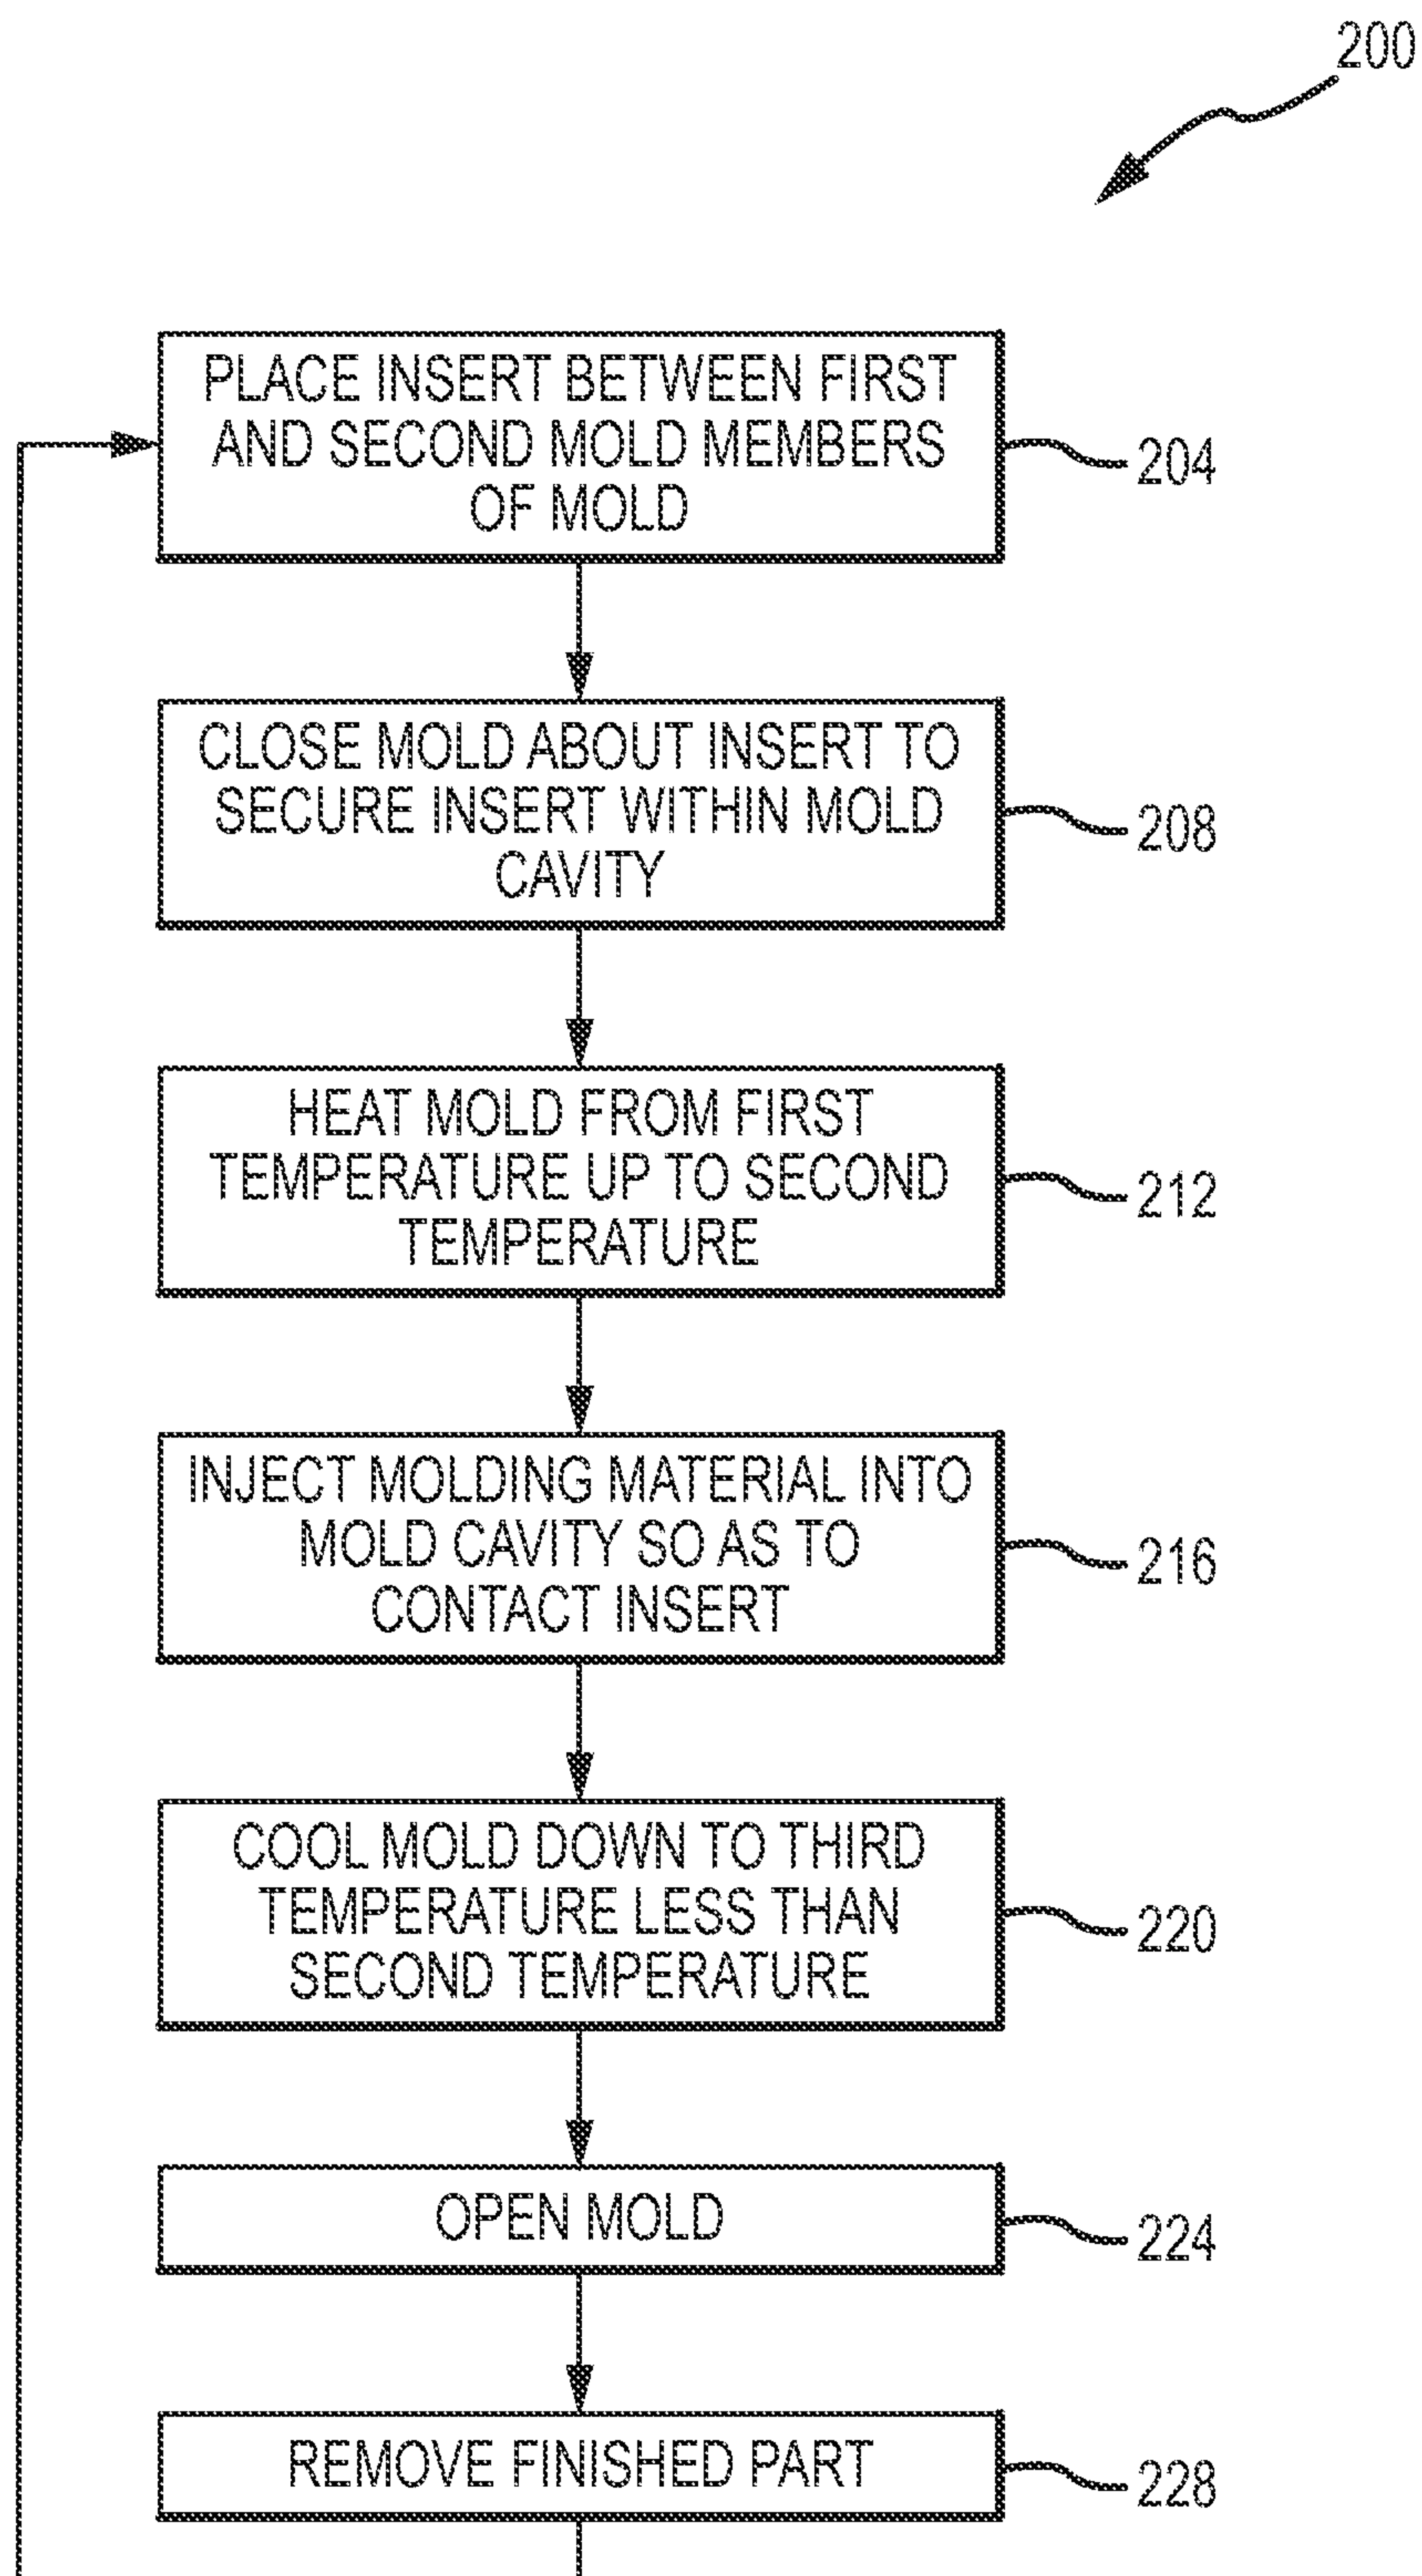 200
PLACE INSERT BETWEEN FIRST
AND SECOND MOLD MEMBERS
OF MOLD
204
CLOSE MOLD ABOUT INSERT TO
SECURE INSERT WITHIN MOLD
CAVITY
208
HEAT MOLD FROM FIRST
TEMPERATURE UP TO SECOND
TEMPERATURE
212
INJECT MOLDING MATERIAL INTO
MOLD CAVITY SO AS TO
CONTACT INSERT
216
COOL MOLD DOWN TO THIRD
TEMPERATURE LESS THAN
SECOND TEMPERATURE
220
OPEN MOLD
224
REMOVE FINISHED PART
228